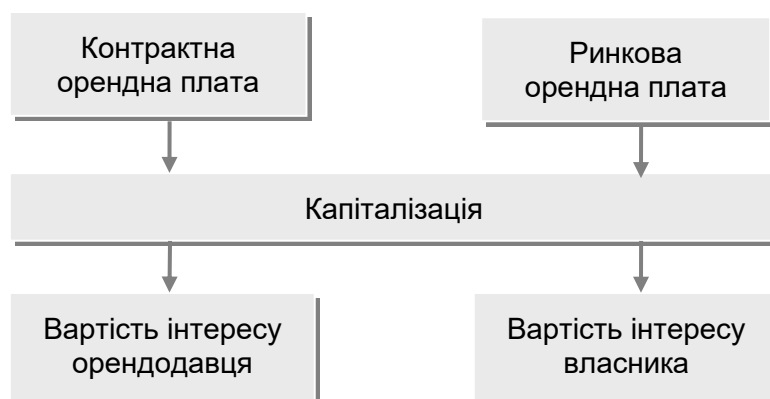 Контрактна
орендна плата
Ринкова
орендна плата
Капіталізація
Вартість інтересу
орендодавця
Вартість інтересу
власника